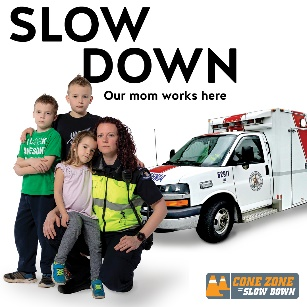 SLOW
DOWN
Our mom works here
CONE ZONE
= SLOW DOWN